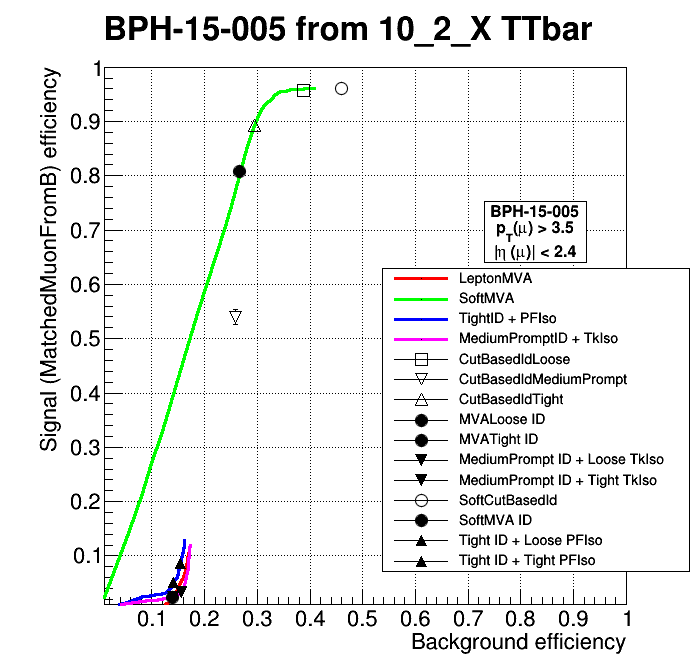 BPH-15-005 from 10_2_X TTbar
Signal (MatchedMuonFromB) efficiency
1
0.9
0.8
0.7
0.6
0.5
0.4
0.3
0.2
0.1
BPH-15-005
pT(μ) > 3.5
|η (μ)| < 2.4
LeptonMVA
SoftMVA
TightID + PFIso
MediumPromptID + TkIso
CutBasedIdLoose
CutBasedIdMediumPrompt
CutBasedIdTight
MVALoose ID
MVATight ID
MediumPrompt ID + Loose TkIso
MediumPrompt ID + Tight TkIso
SoftCutBasedId
SoftMVA ID
Tight ID + Loose PFIso
Tight ID + Tight PFIso
0.1 0.2 0.3 0.4 0.5 0.6 0.7 0.8 0.9 1
Background efficiency